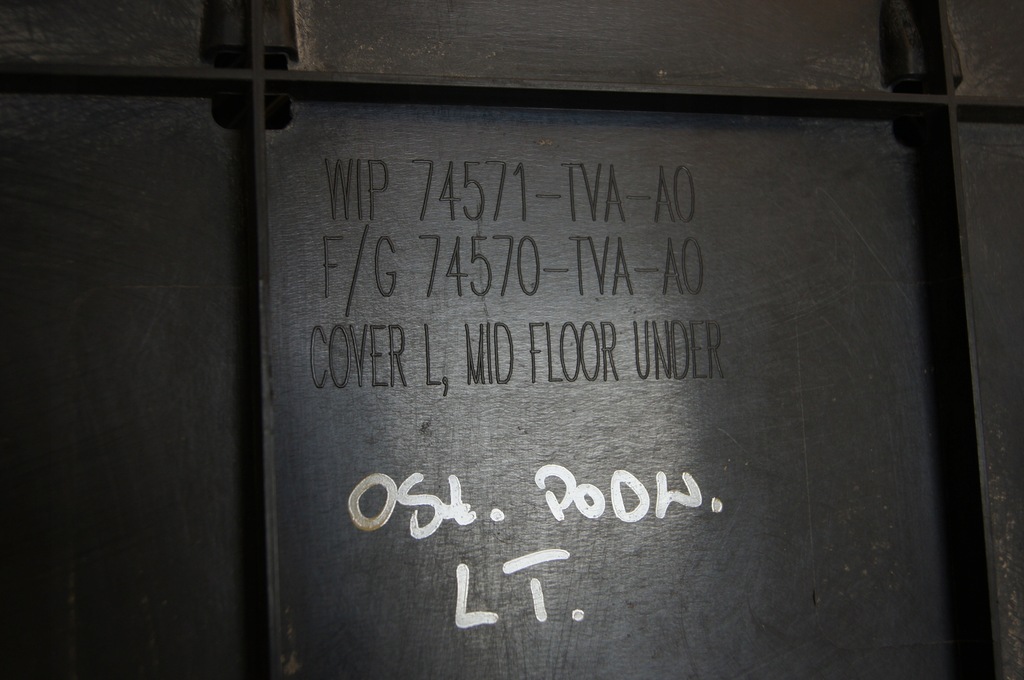 WIP 74571-TVA-A0
F/G 74570-TVA-A0
COVER L, MID FLOOR UNDER
OSŁ. PODW.
LT.